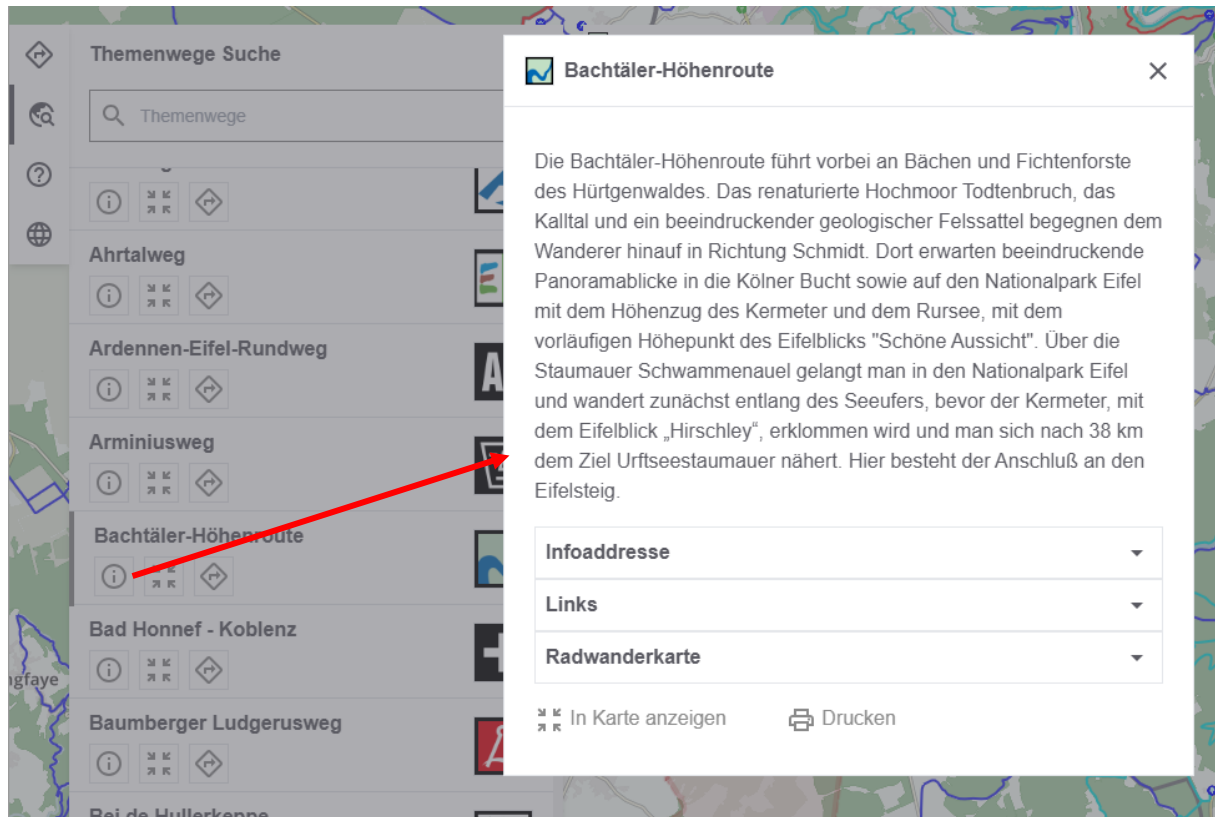 Themenwege Suche
Themenwege
Ahrtalweg
Ardennen-Eifel-Rundweg
Arminiusweg
Bachtäler-Höhenroute
Bad Honnef - Koblenz
Baumberger Ludgerusweg
Bei de Hullerkeppe
ngfaye
Bachtäler-Höhenroute
Die Bachtäler-Höhenroute führt vorbei an Bächen und Fichtenforste
des Hürtgenwaldes. Das renaturierte Hochmoor Todtenbruch, das
Kalltal und ein beeindruckender geologischer Felssattel begegnen dem
Wanderer hinauf in Richtung Schmidt. Dort erwarten beeindruckende
Panoramablicke in die Kölner Bucht sowie auf den Nationalpark Eifel
mit dem Höhenzug des Kermeter und dem Rursee, mit dem
vorläufigen Höhepunkt des Eifelblicks "Schöne Aussicht". Über die
Staumauer Schwammenauel gelangt man in den Nationalpark Eifel
und wandert zunächst entlang des Seeufers, bevor der Kermeter, mit
dem Eifelblick „Hirschley“, erklommen wird und man sich nach 38 km
dem Ziel Urftseestaumauer nähert. Hier besteht der Anschluß an den
Eifelsteig.
Infoaddresse
Links
Radwanderkarte
In Karte anzeigen
Drucken